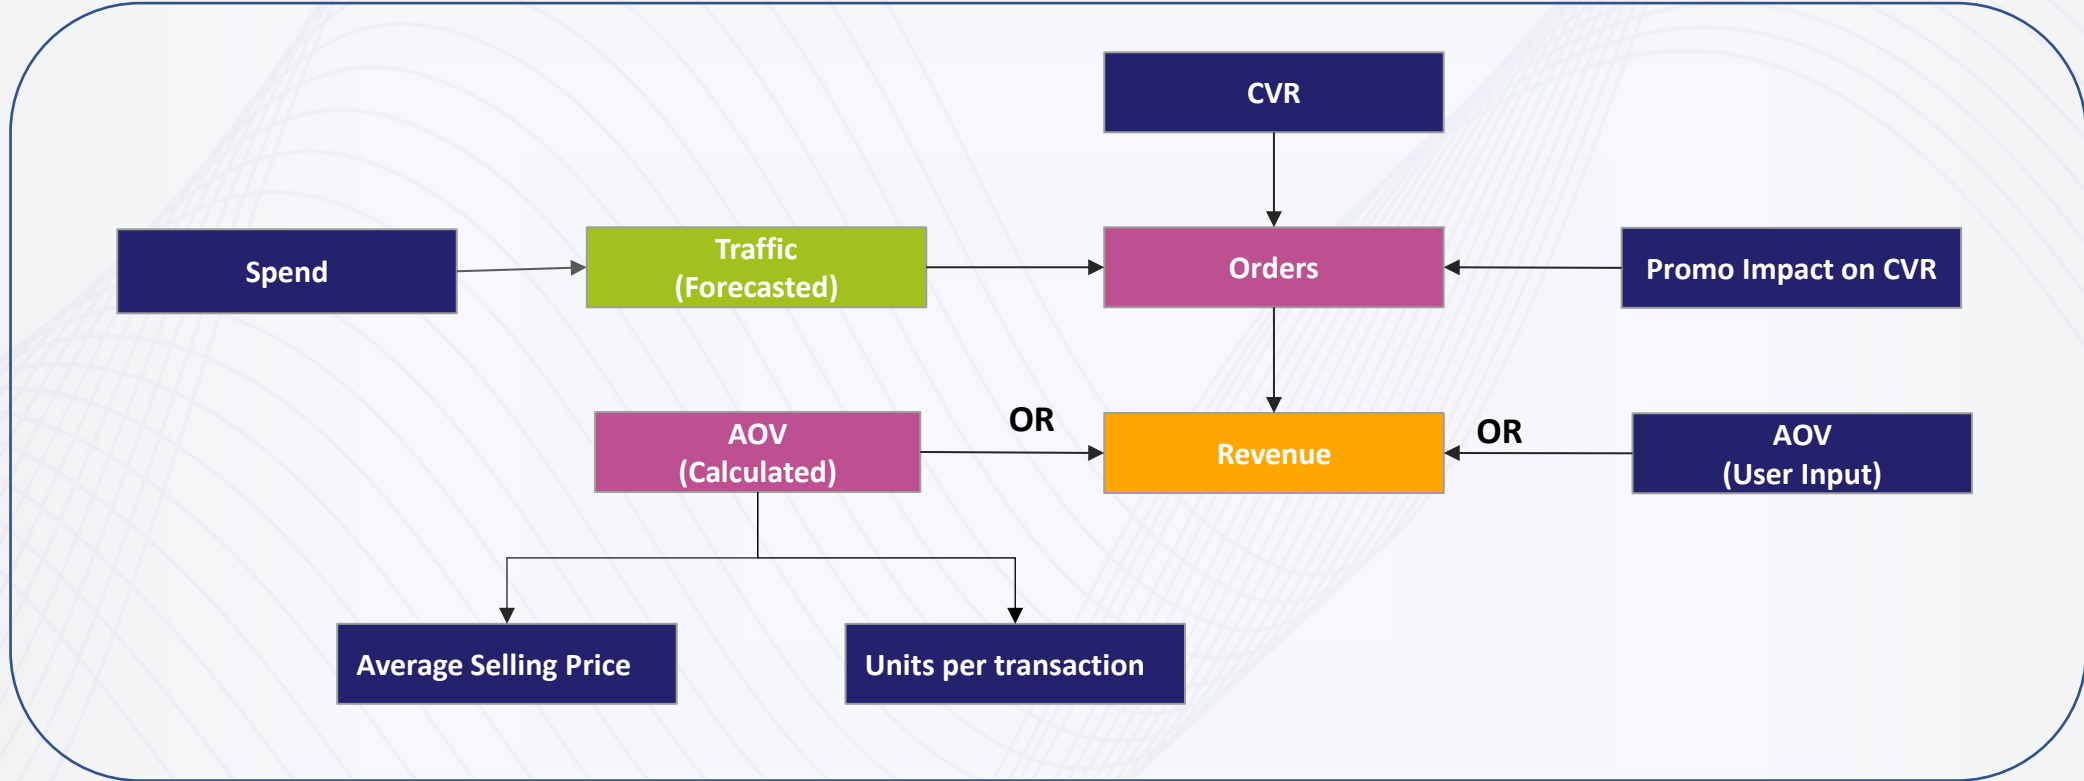 CVR
Spend
Traffic
(Forecasted)
Orders
Promo Impact on CVR
AOV
(Calculated)
OR
Revenue
OR
AOV
(User Input)
Average Selling Price
Units per transaction